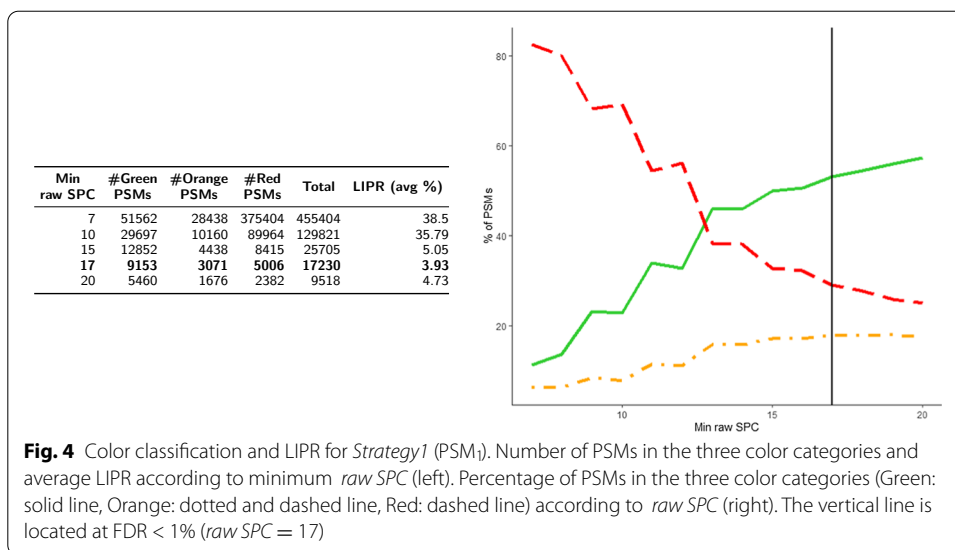 Min raw SPC #Green PSMs #Orange PSMs #Red PSMs Total LIPR (avg %)
7 51562 28438 375404 455404 38.5
10 29697 10160 89964 129821 35.79
15 12852 4438 8415 25705 5.05
17 9153 3071 5006 17230 3.93
20 5460 1676 2382 9518 4.73
% of PSMs
80
60
40
20
10 15 20
Min raw SPC
Fig. 4 Color classification and LIPR for Strategy1 (PSM₁). Number of PSMs in the three color categories and
average LIPR according to minimum raw SPC (left). Percentage of PSMs in the three color categories (Green:
solid line, Orange: dotted and dashed line, Red: dashed line) according to raw SPC (right). The vertical line is
located at FDR < 1% (raw SPC = 17)